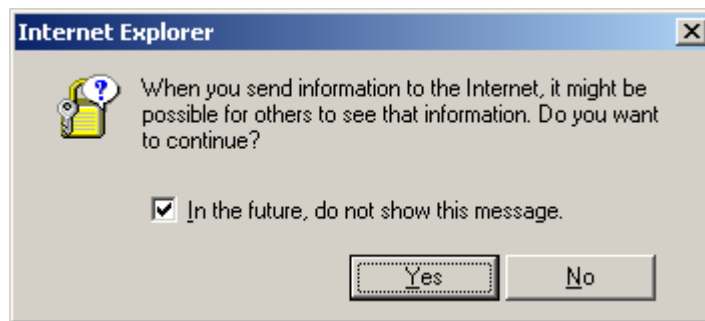 Internet Explorer
When you send information to the Internet, it might be
possible for others to see that information. Do you want
to continue?
In the future, do not show this message.
Yes
No